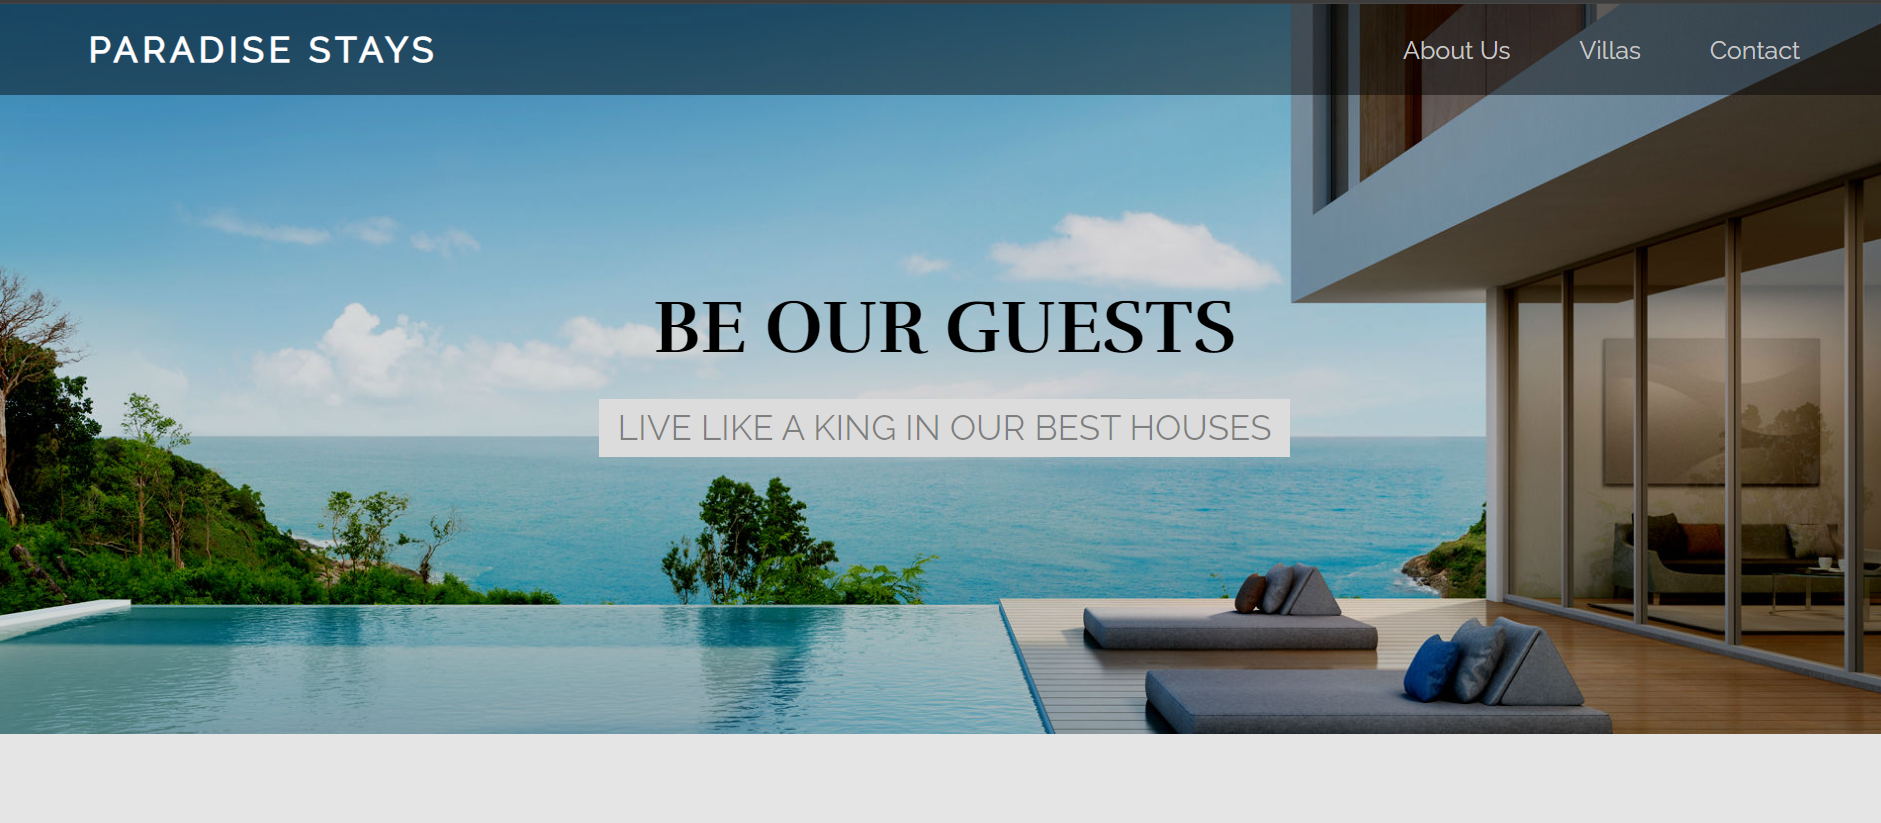 PARADISE STAYS
About Us Villas Contact
BE OUR GUESTS
LIVE LIKE A KING IN OUR BEST HOUSES